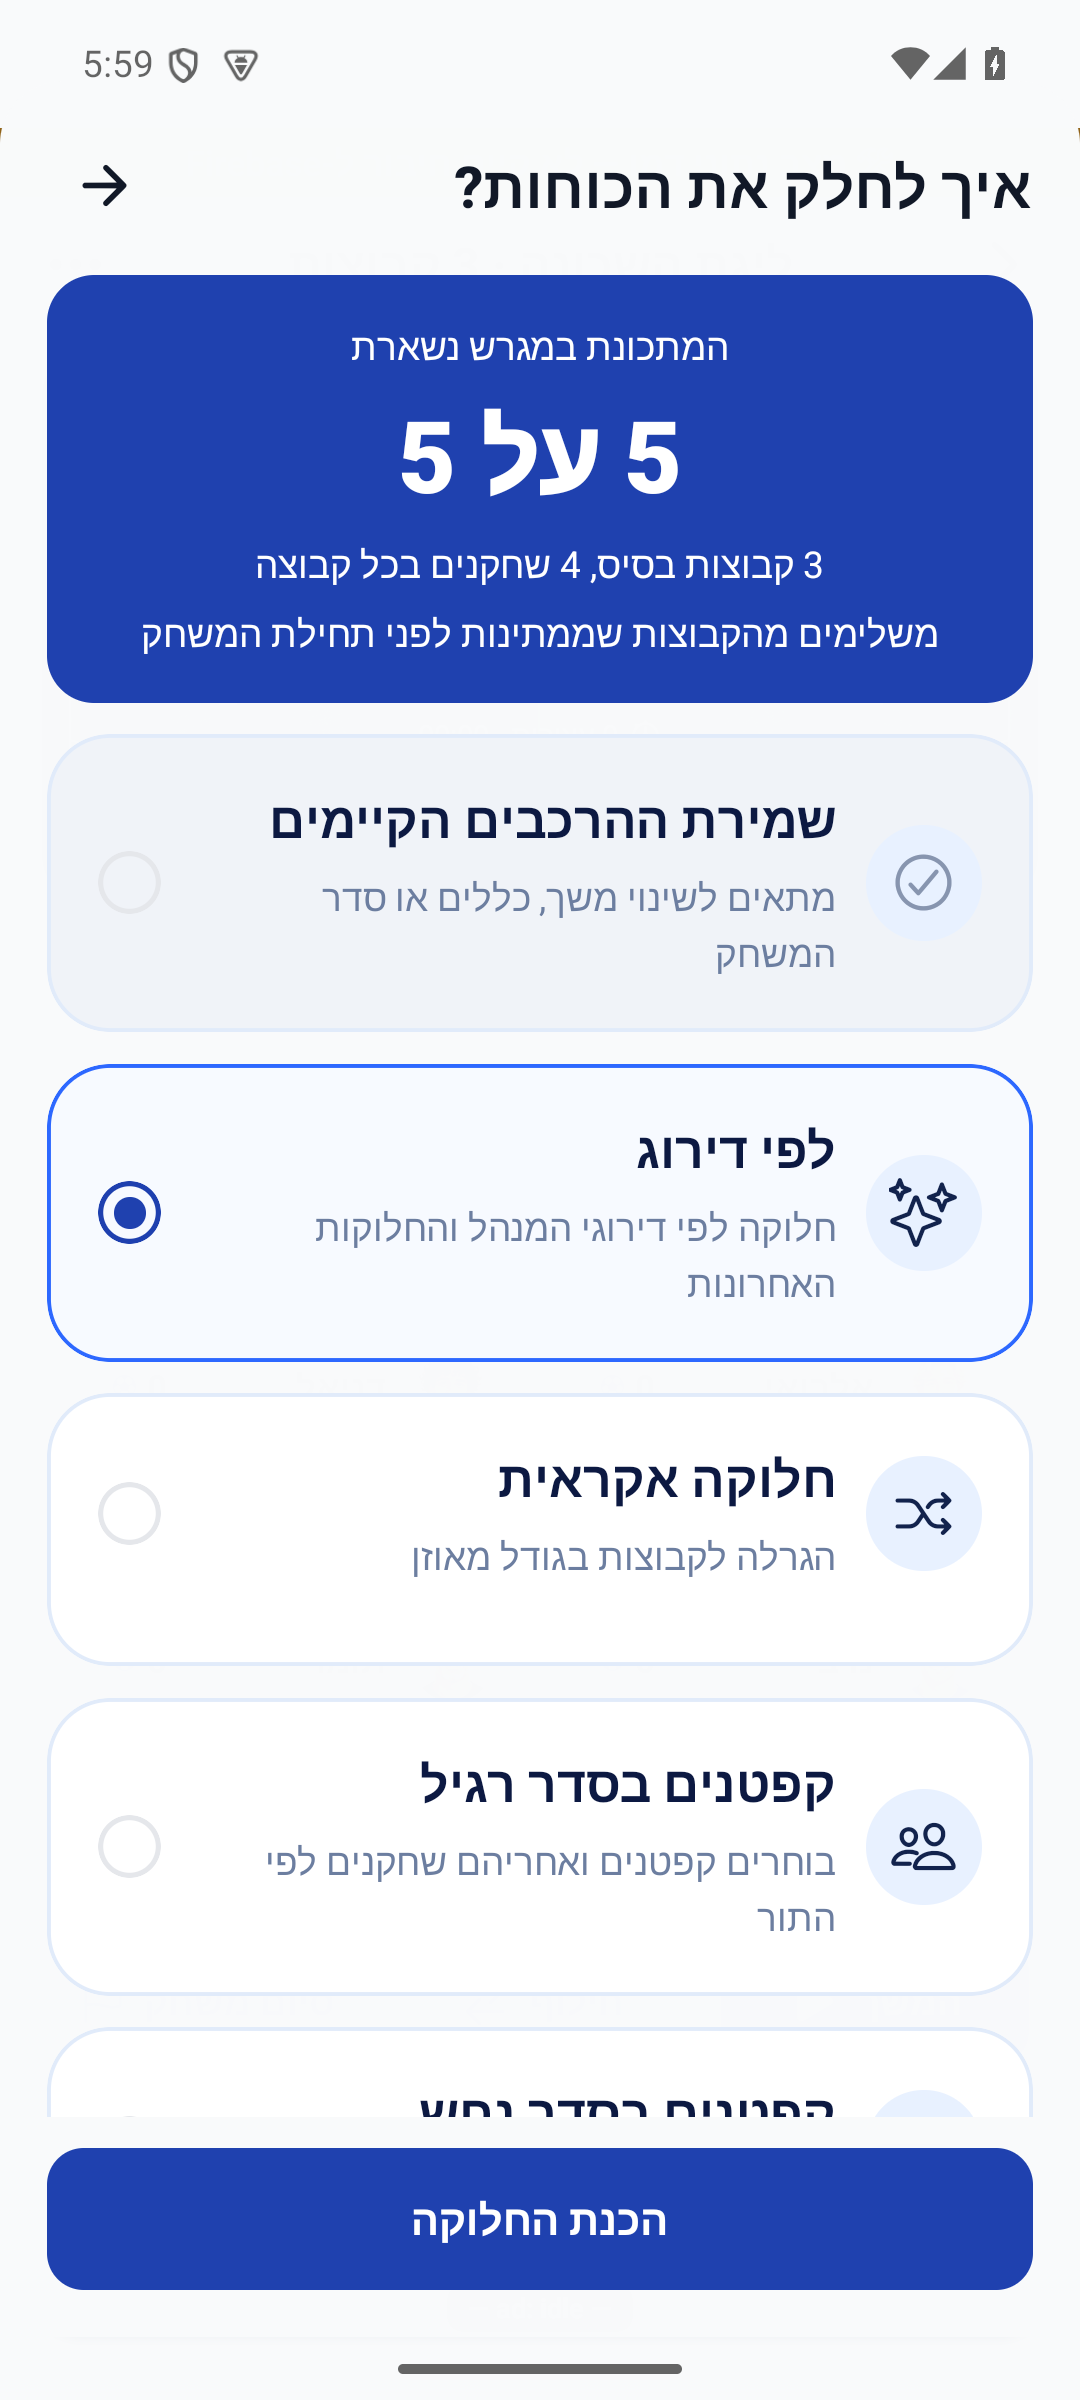 5:59
איך לחלק את הכוחות?
המתכונת במגרש נשארת
5 על 5
3 קבוצות בסיס, 4 שחקנים בכל קבוצה
משלימים מהקבוצות שממתינות לפני תחילת המשחק
שמירת ההרכבים הקיימים
מתאים לשינוי משך, כללים או סדר
המשחק
לפי דירוג
חלוקה לפי דירוגי המנהל והחלוקות
האחרונות
חלוקה אקראית
הגרלה לקבוצות בגודל מאוזן
קפטנים בסדר רגיל
בוחרים קפטנים ואחריהם שחקנים לפי
התור
קפטנים בסדר נחש
הכנת החלוקה